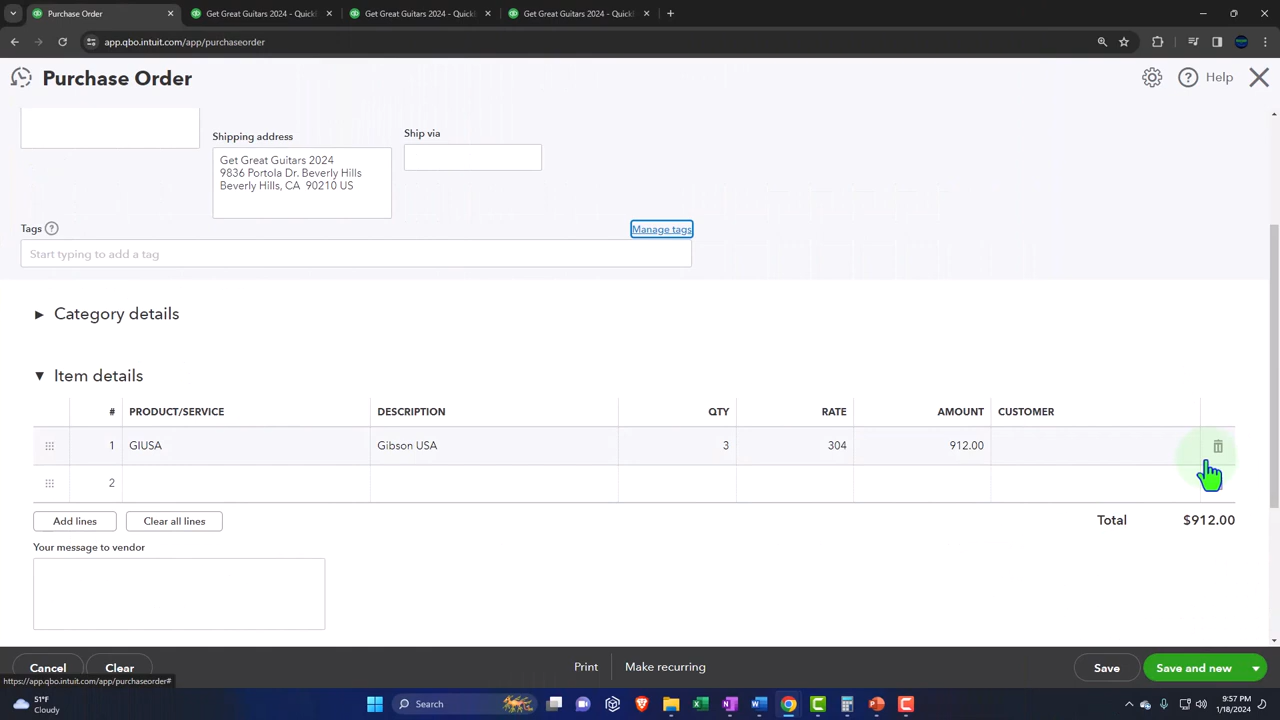 Purchase Order
Get Great Guitars 2024 - QuickB
Get Great Guitars 2024 - QuickB
Get Great Guitars 2024 - QuickB
app.qbo.intuit.com/app/purchaseorder
Purchase Order
Help
Shipping address
Ship via
Get Great Guitars 2024
9836 Portola Dr. Beverly Hills
Beverly Hills, CA 90210 US
Tags
Manage tags
Start typing to add a tag
Category details
Item details
# PRODUCT/SERVICE DESCRIPTION QTY RATE AMOUNT CUSTOMER
1 GIUSA Gibson USA 3 304 912.00
2
Add lines
Clear all lines
Total $912.00
Your message to vendor
Cancel
Clear
Print
Make recurring
Save
Save and new
https://app.qbo.intuit.com/app/purchaseorder#
51°F
Cloudy
Search
9:57 PM
1/18/2024